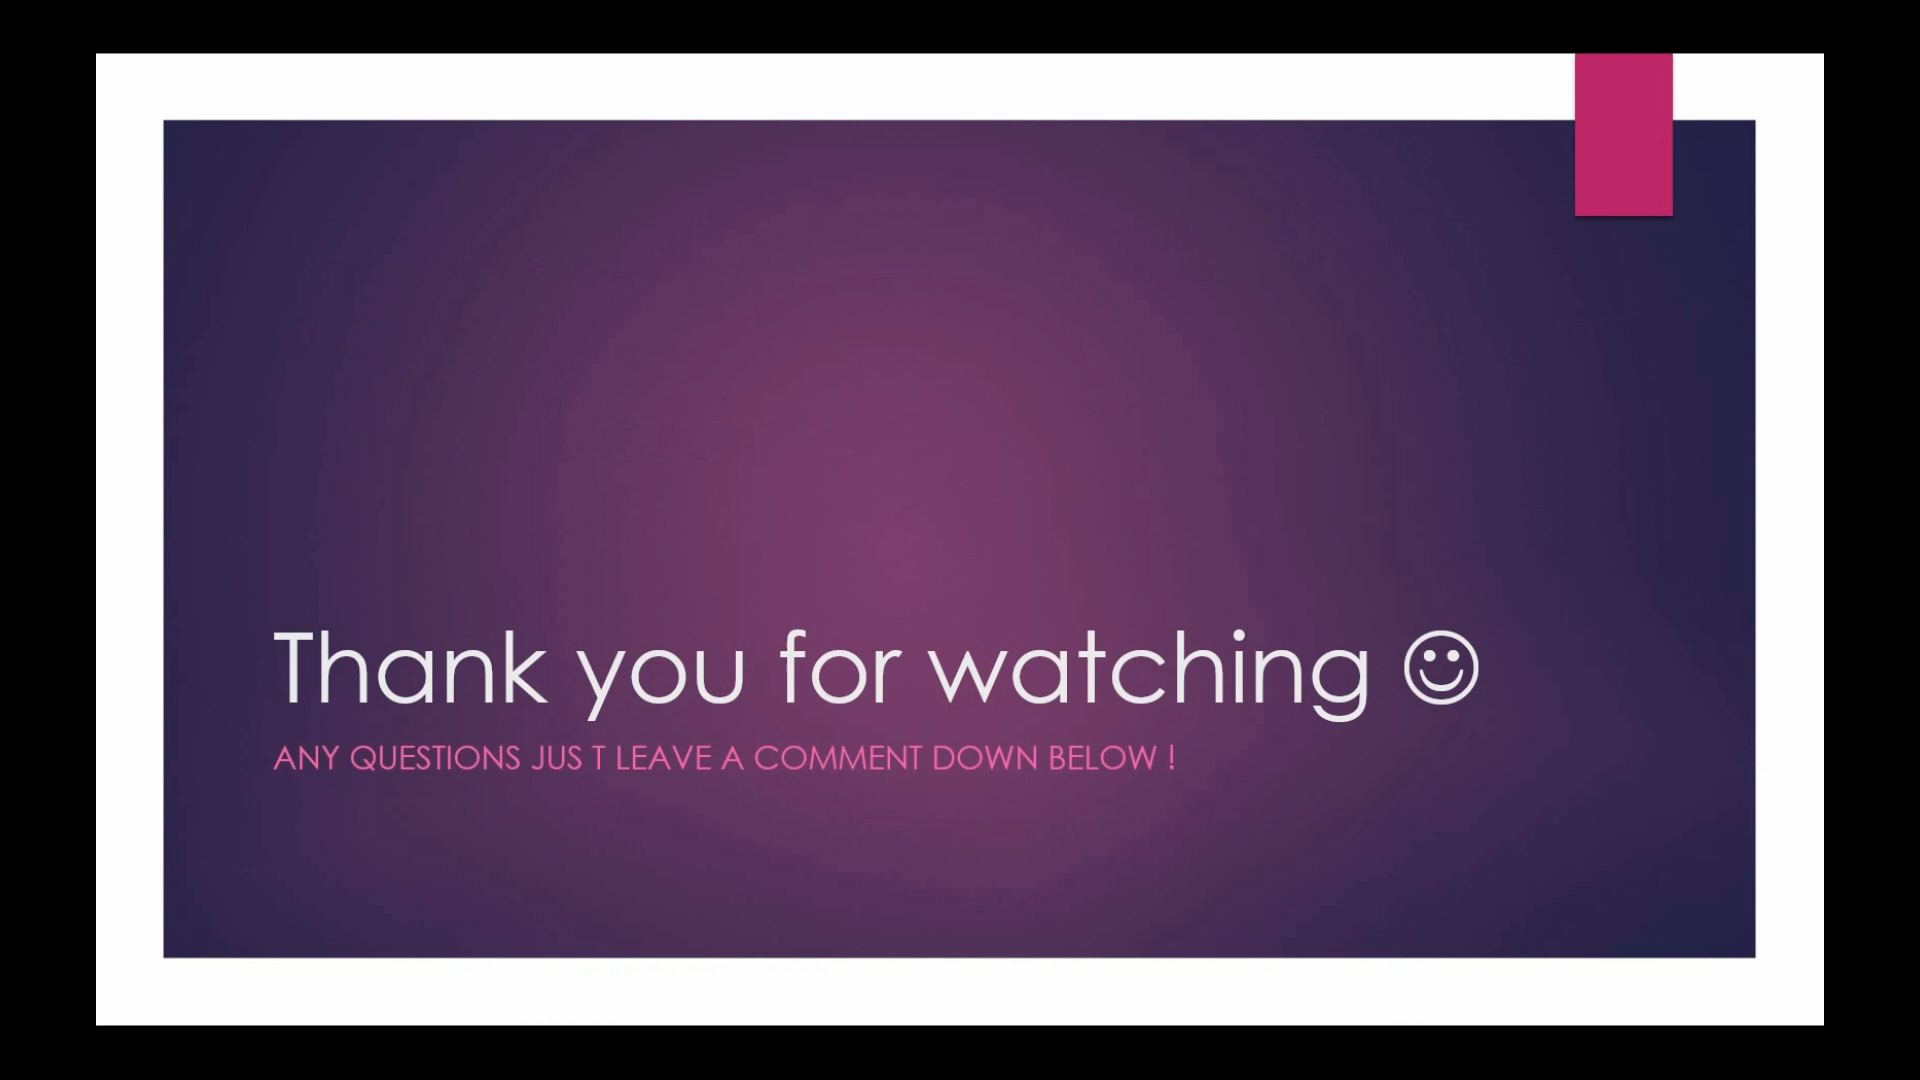 Thank you for watching ☺
ANY QUESTIONS JUS T LEAVE A COMMENT DOWN BELOW !